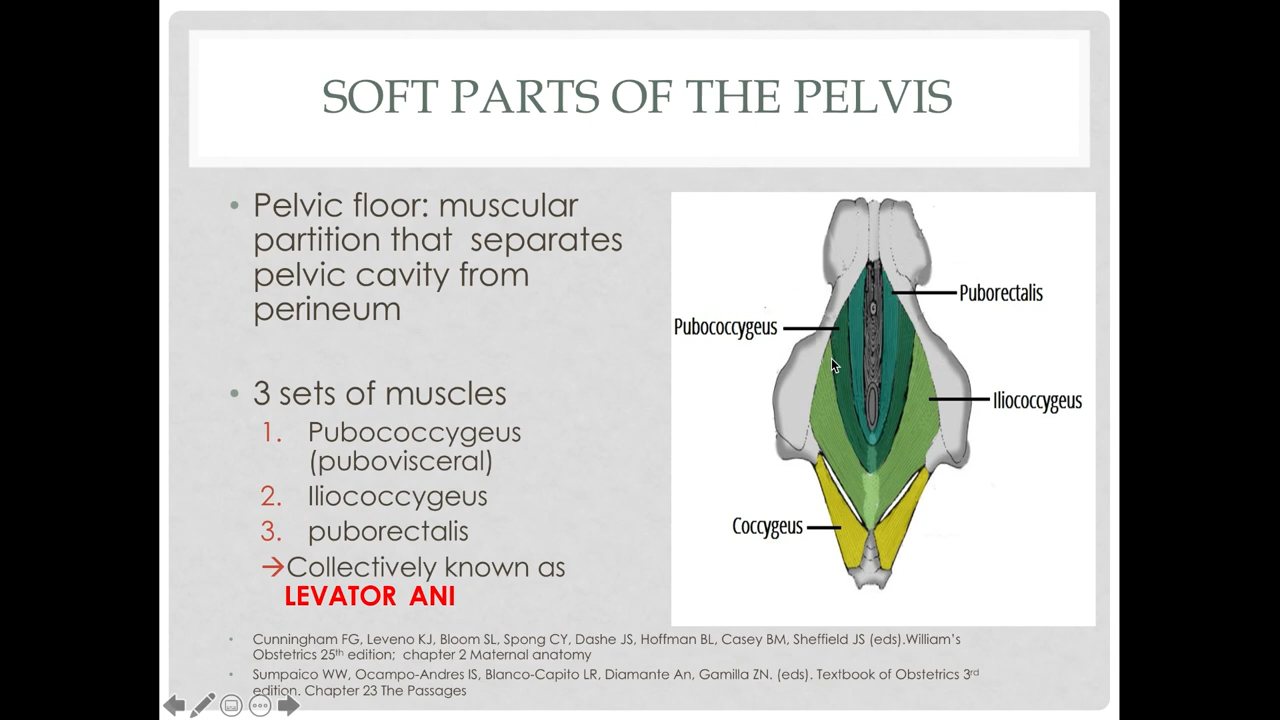 SOFT PARTS OF THE PELVIS
• Pelvic floor: muscular
partition that separates
pelvic cavity from
perineum
• 3 sets of muscles
1. Pubococcygeus
(pubovisceral)
2. Iliococcygeus
3. puborectalis
→Collectively known as
LEVATOR ANI
Puborectalis
Pubococcygeus
Iliococcygeus
Coccygeus
• Cunningham FG, Leveno KJ, Bloom SL, Spong CY, Dashe JS, Hoffman BL, Casey BM, Sheffield JS (eds).William’s
Obstetrics 25th edition; chapter 2 Maternal anatomy
• Sumpaico WW, Ocampo-Andres IS, Blanco-Capito LR, Diamante An, Gamilla ZN. (eds). Textbook of Obstetrics 3rd
edition. Chapter 23 The Passages